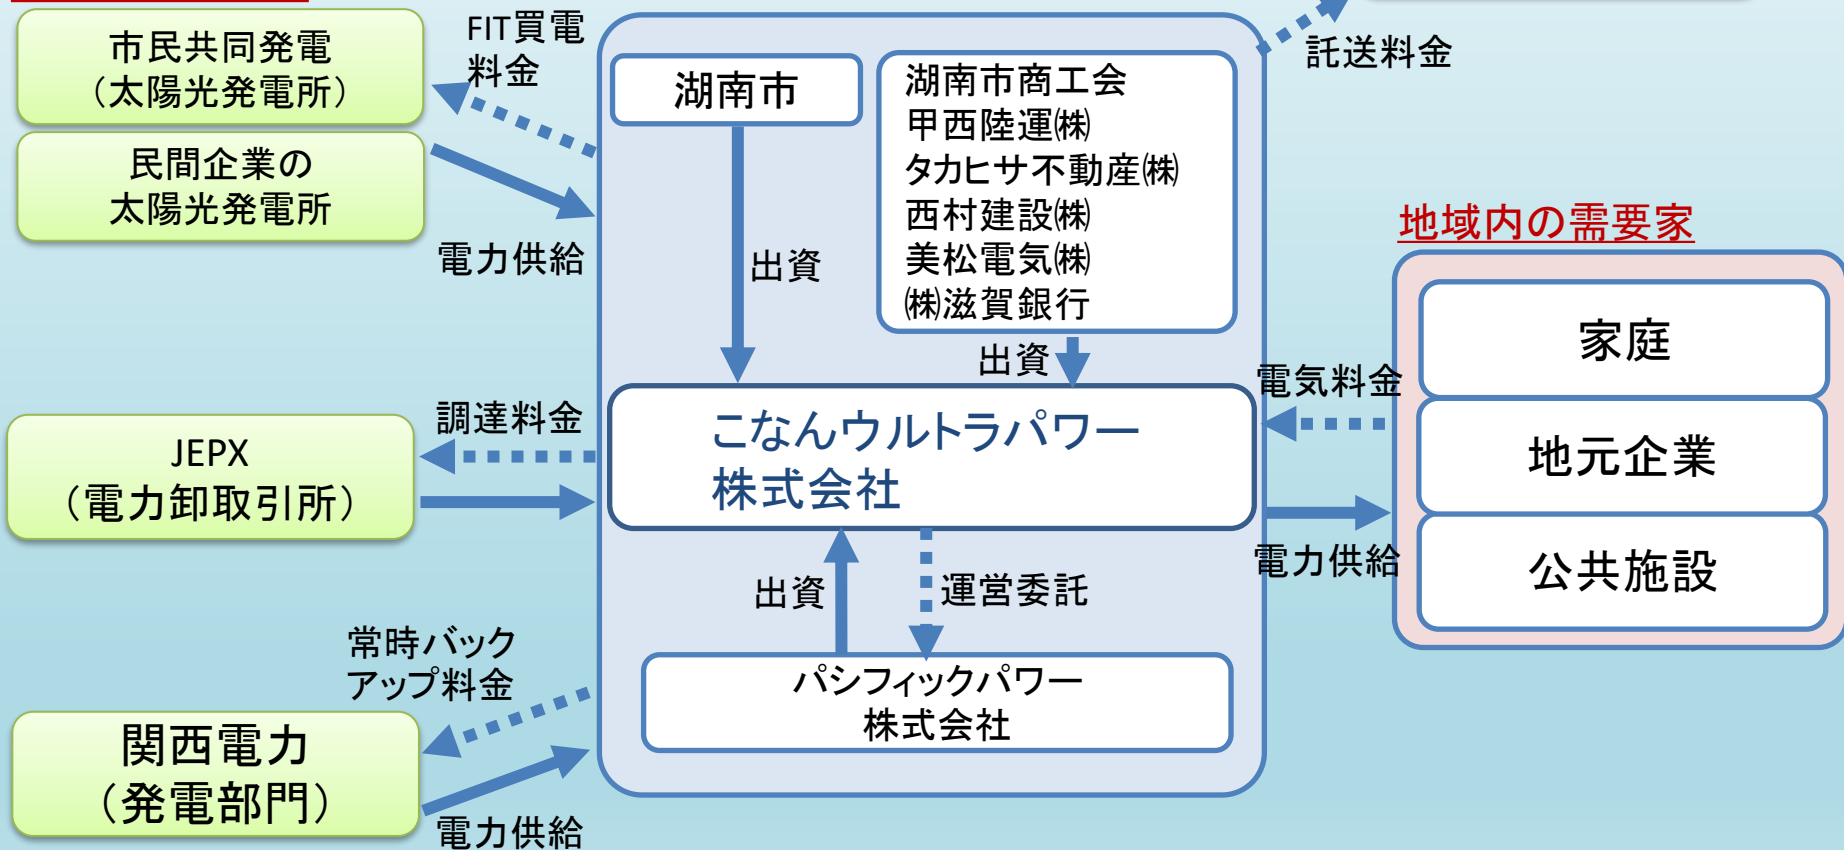 市民共同発電
（太陽光発電所）
民間企業の
太陽光発電所
FIT買電
料金
電力供給
湖南市
出資
湖南市商工会
甲西陸運㈱
タカヒサ不動産㈱
西村建設㈱
美松電気㈱
㈱滋賀銀行
出資
託送料金
地域内の需要家
家庭
地元企業
公共施設
電気料金
電力供給
こなんウルトラパワー
株式会社
調達料金
JEPX
（電力卸取引所）
出資
運営委託
パシフィックパワー
株式会社
常時バック
アップ料金
関西電力
（発電部門）
電力供給